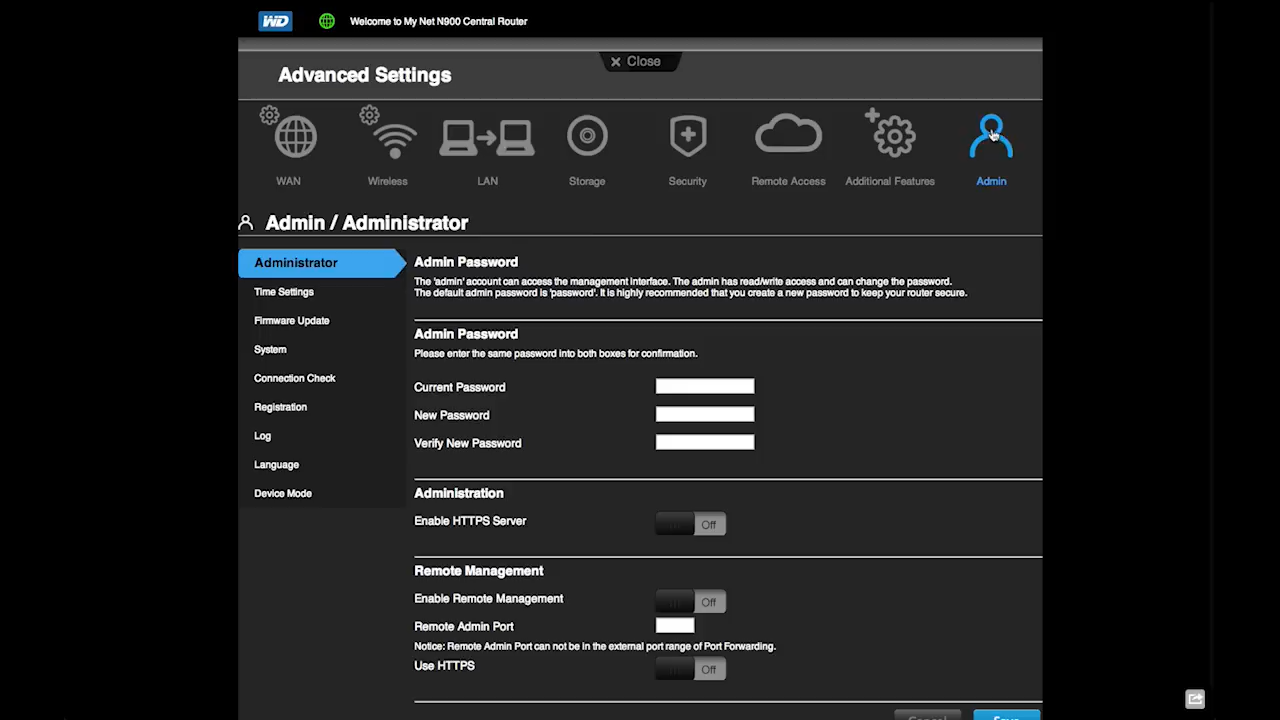 WD
Welcome to My Net N900 Central Router
Close
Advanced Settings
WAN
Wireless
LAN
Storage
Security
Remote Access
Additional Features
Admin
Admin / Administrator
Administrator
Time Settings
Firmware Update
System
Connection Check
Registration
Log
Language
Device Mode
Admin Password
The 'admin' account can access the management interface. The admin has read/write access and can change the password.
The default admin password is 'password'. It is highly recommended that you create a new password to keep your router secure.
Admin Password
Please enter the same password into both boxes for confirmation.
Current Password
New Password
Verify New Password
Administration
Enable HTTPS Server
Off
Remote Management
Enable Remote Management
Off
Remote Admin Port
Notice: Remote Admin Port can not be in the external port range of Port Forwarding.
Use HTTPS
Off
Cancel
Save